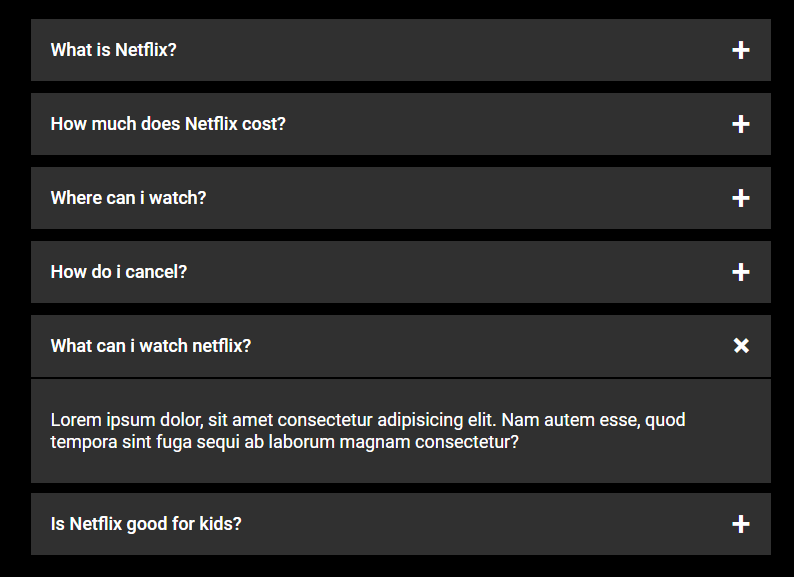 What is Netflix?
How much does Netflix cost?
Where can i watch?
How do i cancel?
What can i watch netflix?
Lorem ipsum dolor, sit amet consectetur adipisicing elit. Nam autem esse, quod
tempora sint fuga sequi ab laborum magnam consectetur?
Is Netflix good for kids?